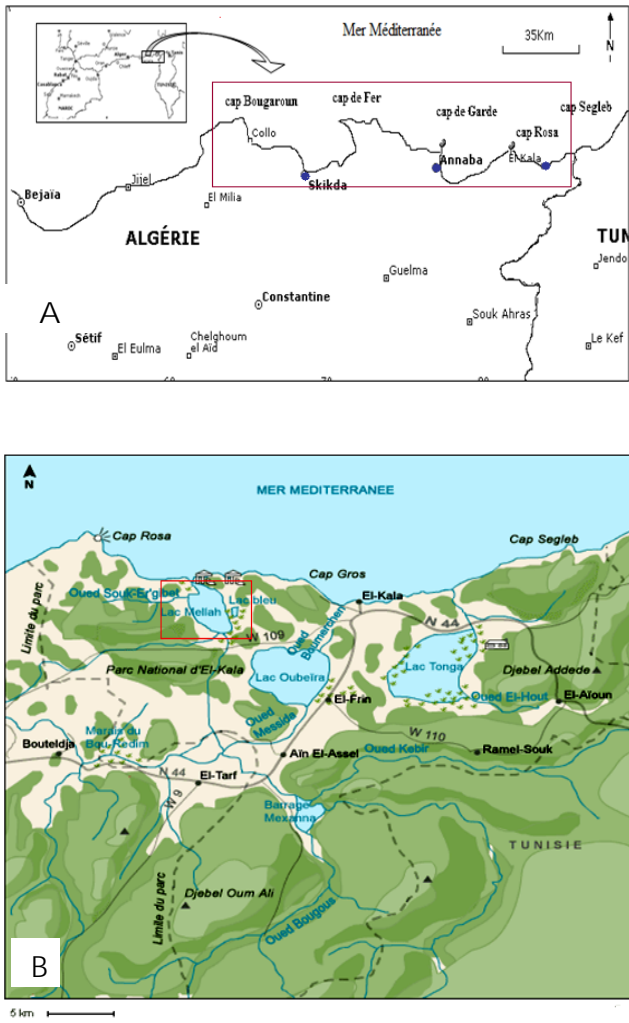 Mer Méditerranée
35Km
N
cap Bougaroun
cap de Fer
cap de Garde
cap Segleb
cap Rosa
Collo
Annaba
El Kala
Skikda
Jijel
Bejaïa
El Milia
ALGÉRIE
TUN
Jendo
Guelma
Constantine
Souk Ahras
A
Sétif
El Eulma
Chelghoum
el Aïd
Le Kef
N
MER MEDITERRANEE
Cap Rosa
Cap Segleb
Cap Gros
Oued Souk-Er'gibet
Lac Mellah
Lac bleu
El-Kala
N 44
Limite du parc
W 109
Oued Boumerchen
Parc National d'El-Kala
Lac Oubeïra
Lac Tonga
Djebel Addede
Oued El-Hout
El-Aïoun
El-Frin
Oued
Messida
Marais du
Bou-Redim
Bouteldja
W 110
Aïn El-Assel
Oued Kebir
Ramel-Souk
N 44
El-Tarf
W 9
Barrage
Mexanna
TUNISIE
Djebel Oum Ali
Limite du parc
Oued Bougous
B
5 km